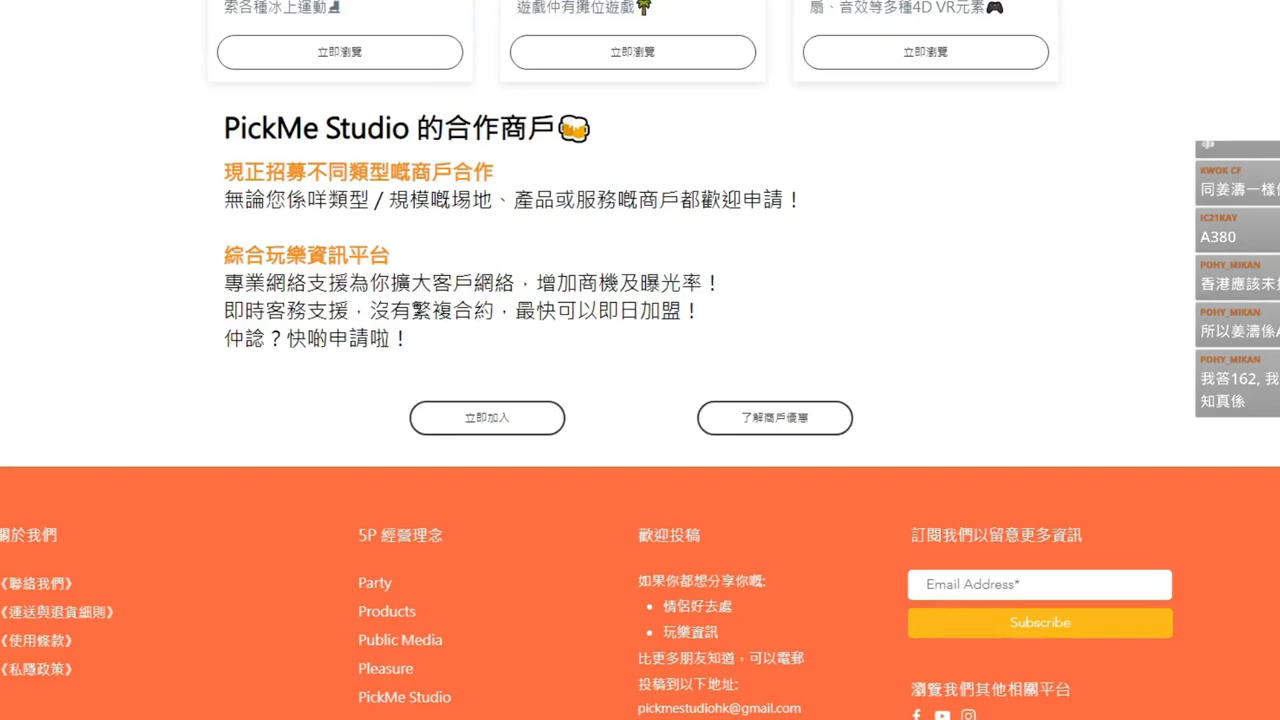 索各種冰上運動⛸
遊戲仲有攤位遊戲🌴
扇、音效等多種4D VR元素🎮
立即瀏覽
立即瀏覽
立即瀏覽
PickMe Studio 的合作商戶🍻
現正招募不同類型嘅商戶合作
無論您係咩類型 / 規模嘅場地、產品或服務嘅商戶都歡迎申請！
綜合玩樂資訊平台
專業網絡支援為你擴大客戶網絡，增加商機及曝光率！
即時客務支援，沒有繁複合約，最快可以即日加盟！
仲諗？快啲申請啦！
立即加入
了解商戶優惠
KWOK CF
同姜濤一樣
IC21KAY
A380
POHY_MIKAN
香港應該未
POHY_MIKAN
所以姜濤係
POHY_MIKAN
我答162, 我
知真係
關於我們
《聯絡我們》
《運送與退貨細則》
《使用條款》
《私隱政策》
5P 經營理念
Party
Products
Public Media
Pleasure
PickMe Studio
歡迎投稿
如果你都想分享你嘅:
• 情侶好去處
• 玩樂資訊
比更多朋友知道，可以電郵
投稿到以下地址:
pickmestudiohk@gmail.com
訂閱我們以留意更多資訊
Email Address*
Subscribe
瀏覽我們其他相關平台